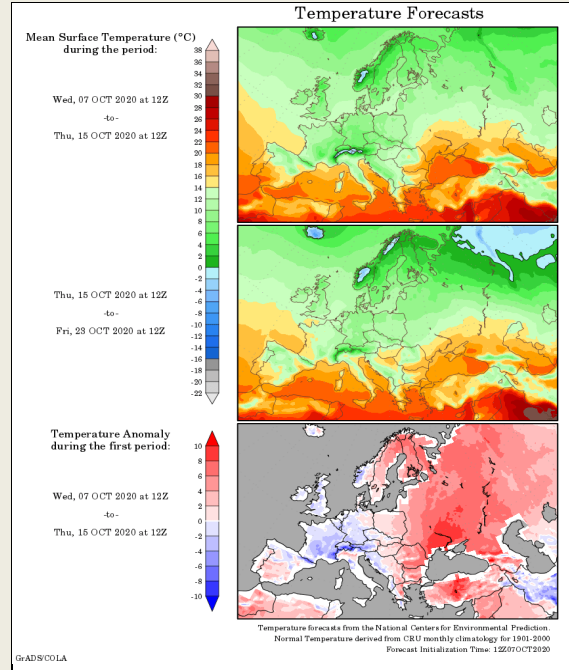 Temperature Forecasts
Mean Surface Temperature (°C)
during the period:
Wed, 07 OCT 2020 at 12Z
-to-
Thu, 15 OCT 2020 at 12Z
38
36
34
32
30
28
26
24
22
20
18
16
14
12
10
8
6
4
2
0
-2
-4
-6
-8
-10
-12
-14
-16
-18
-20
-22
Thu, 15 OCT 2020 at 12Z
-to-
Fri, 23 OCT 2020 at 12Z
Temperature Anomaly
during the first period:
Wed, 07 OCT 2020 at 12Z
-to-
Thu, 15 OCT 2020 at 12Z
10
8
6
4
2
0
-2
-4
-6
-8
-10
Temperature forecasts from the National Centers for Environmental Prediction.
Normal Temperature derived from CRU monthly climatology for 1901-2000
Forecast Initialization Time: 12Z07OCT2020
GrADS/COLA